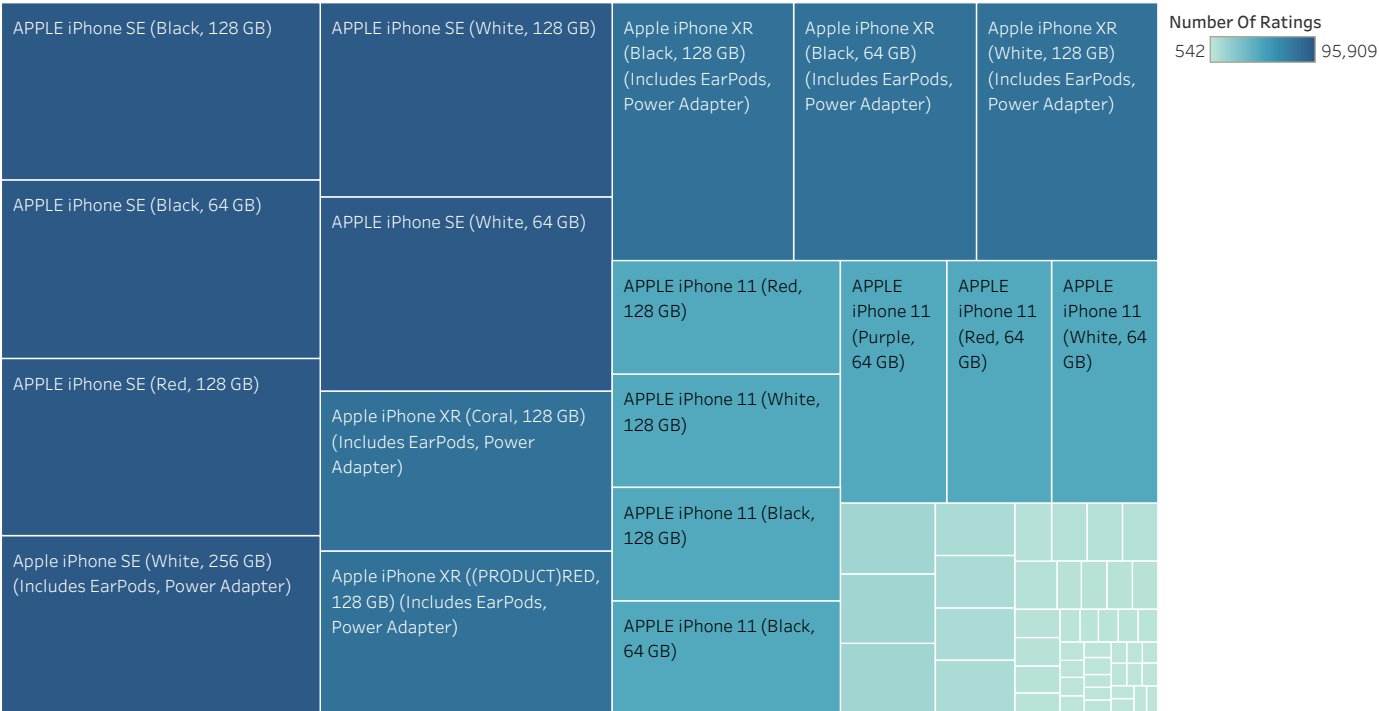 APPLE iPhone SE (Black, 128 GB)
APPLE iPhone SE (Black, 64 GB)
APPLE iPhone SE (Red, 128 GB)
Apple iPhone SE (White, 256 GB)
(Includes EarPods, Power Adapter)
APPLE iPhone SE (White, 128 GB)
APPLE iPhone SE (White, 64 GB)
Apple iPhone XR (Coral, 128 GB)
(Includes EarPods, Power
Adapter)
Apple iPhone XR ((PRODUCT)RED,
128 GB) (Includes EarPods,
Power Adapter)
Apple iPhone XR
(Black, 128 GB)
(Includes EarPods,
Power Adapter)
Apple iPhone XR
(Black, 64 GB)
(Includes EarPods,
Power Adapter)
Apple iPhone XR
(White, 128 GB)
(Includes EarPods,
Power Adapter)
APPLE iPhone 11 (Red,
128 GB)
APPLE iPhone 11 (White,
128 GB)
APPLE iPhone 11 (Black,
128 GB)
APPLE iPhone 11 (Black,
64 GB)
APPLE
iPhone 11
(Purple,
64 GB)
APPLE
iPhone 11
(Red, 64
GB)
APPLE
iPhone 11
(White, 64
GB)
Number Of Ratings
542 95,909